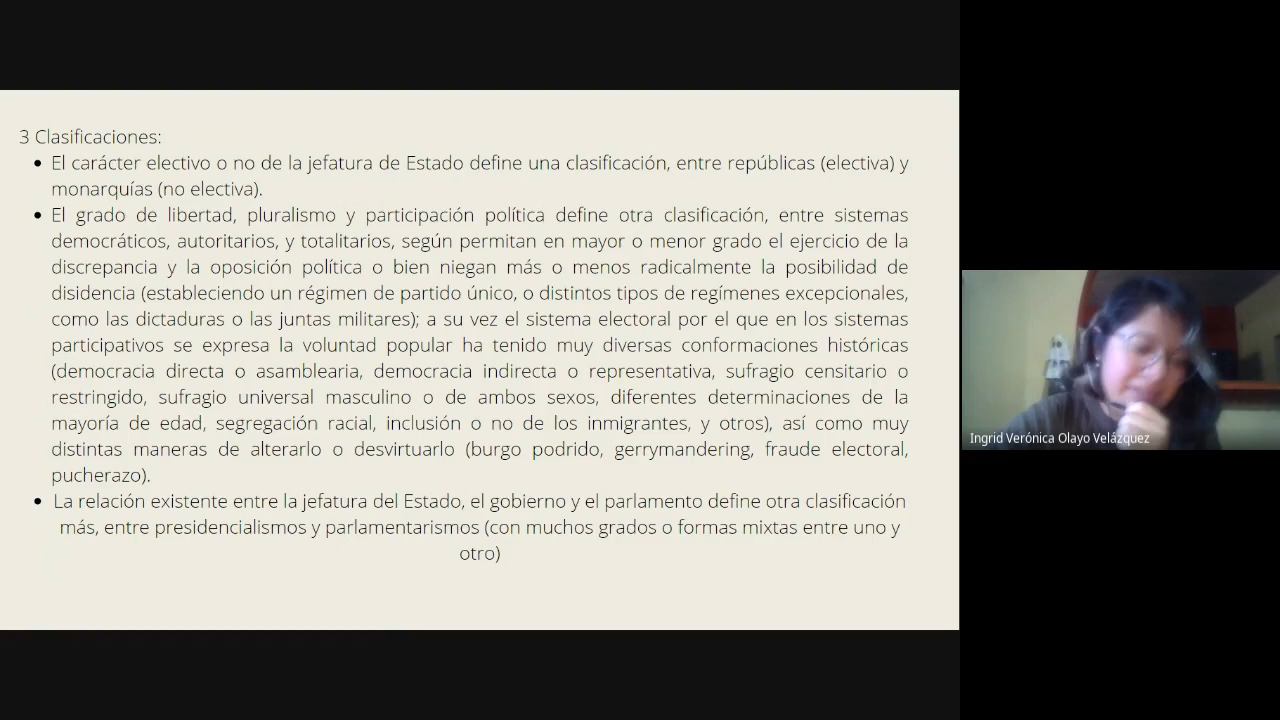 3 Clasificaciones:
• El carácter electivo o no de la jefatura de Estado define una clasificación, entre repúblicas (electiva) y
monarquías (no electiva).
• El grado de libertad, pluralismo y participación política define otra clasificación, entre sistemas
democráticos, autoritarios, y totalitarios, según permitan en mayor o menor grado el ejercicio de la
discrepancia y la oposición política o bien niegan más o menos radicalmente la posibilidad de
disidencia (estableciendo un régimen de partido único, o distintos tipos de regímenes excepcionales,
como las dictaduras o las juntas militares); a su vez el sistema electoral por el que en los sistemas
participativos se expresa la voluntad popular ha tenido muy diversas conformaciones históricas
(democracia directa o asamblearia, democracia indirecta o representativa, sufragio censitario o
restringido, sufragio universal masculino o de ambos sexos, diferentes determinaciones de la
mayoría de edad, segregación racial, inclusión o no de los inmigrantes, y otros), así como muy
distintas maneras de alterarlo o desvirtuarlo (burgo podrido, gerrymandering, fraude electoral,
pucherazo).
• La relación existente entre la jefatura del Estado, el gobierno y el parlamento define otra clasificación
más, entre presidencialismos y parlamentarismos (con muchos grados o formas mixtas entre uno y
otro)
Ingrid Verónica Olayo Velázquez